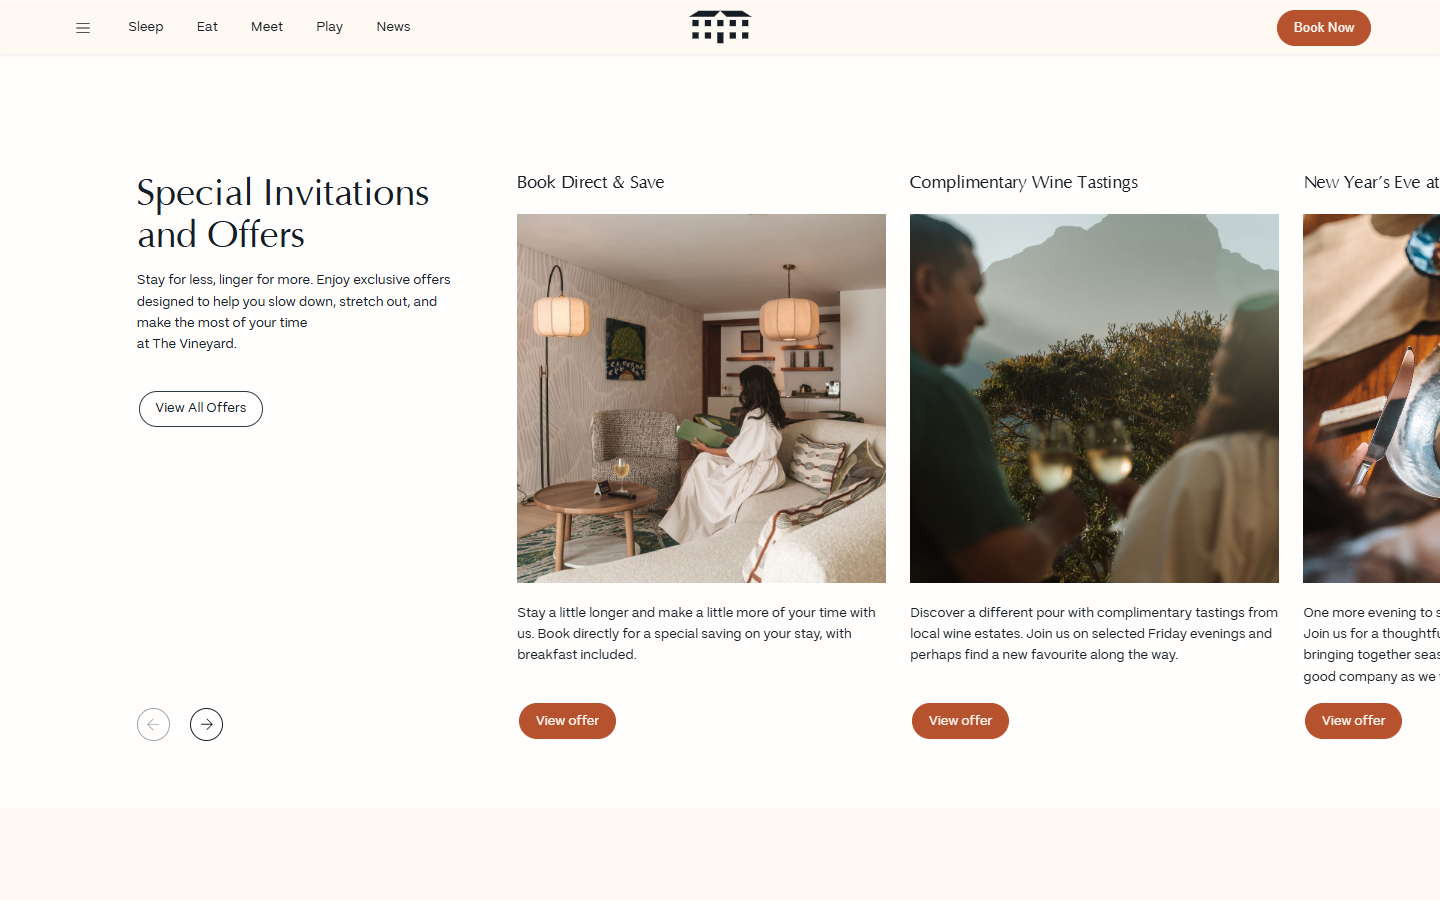 Sleep
Eat
Meet
Play
News
Book Now
Special Invitations
and Offers
Stay for less, linger for more. Enjoy exclusive offers
designed to help you slow down, stretch out, and
make the most of your time
at The Vineyard.
View All Offers
Book Direct & Save
Stay a little longer and make a little more of your time with
us. Book directly for a special saving on your stay, with
breakfast included.
View offer
Complimentary Wine Tastings
Discover a different pour with complimentary tastings from
local wine estates. Join us on selected Friday evenings and
perhaps find a new favourite along the way.
View offer
New Year's Eve at
One more evening to
Join us for a
bringing together
good company as we
View offer